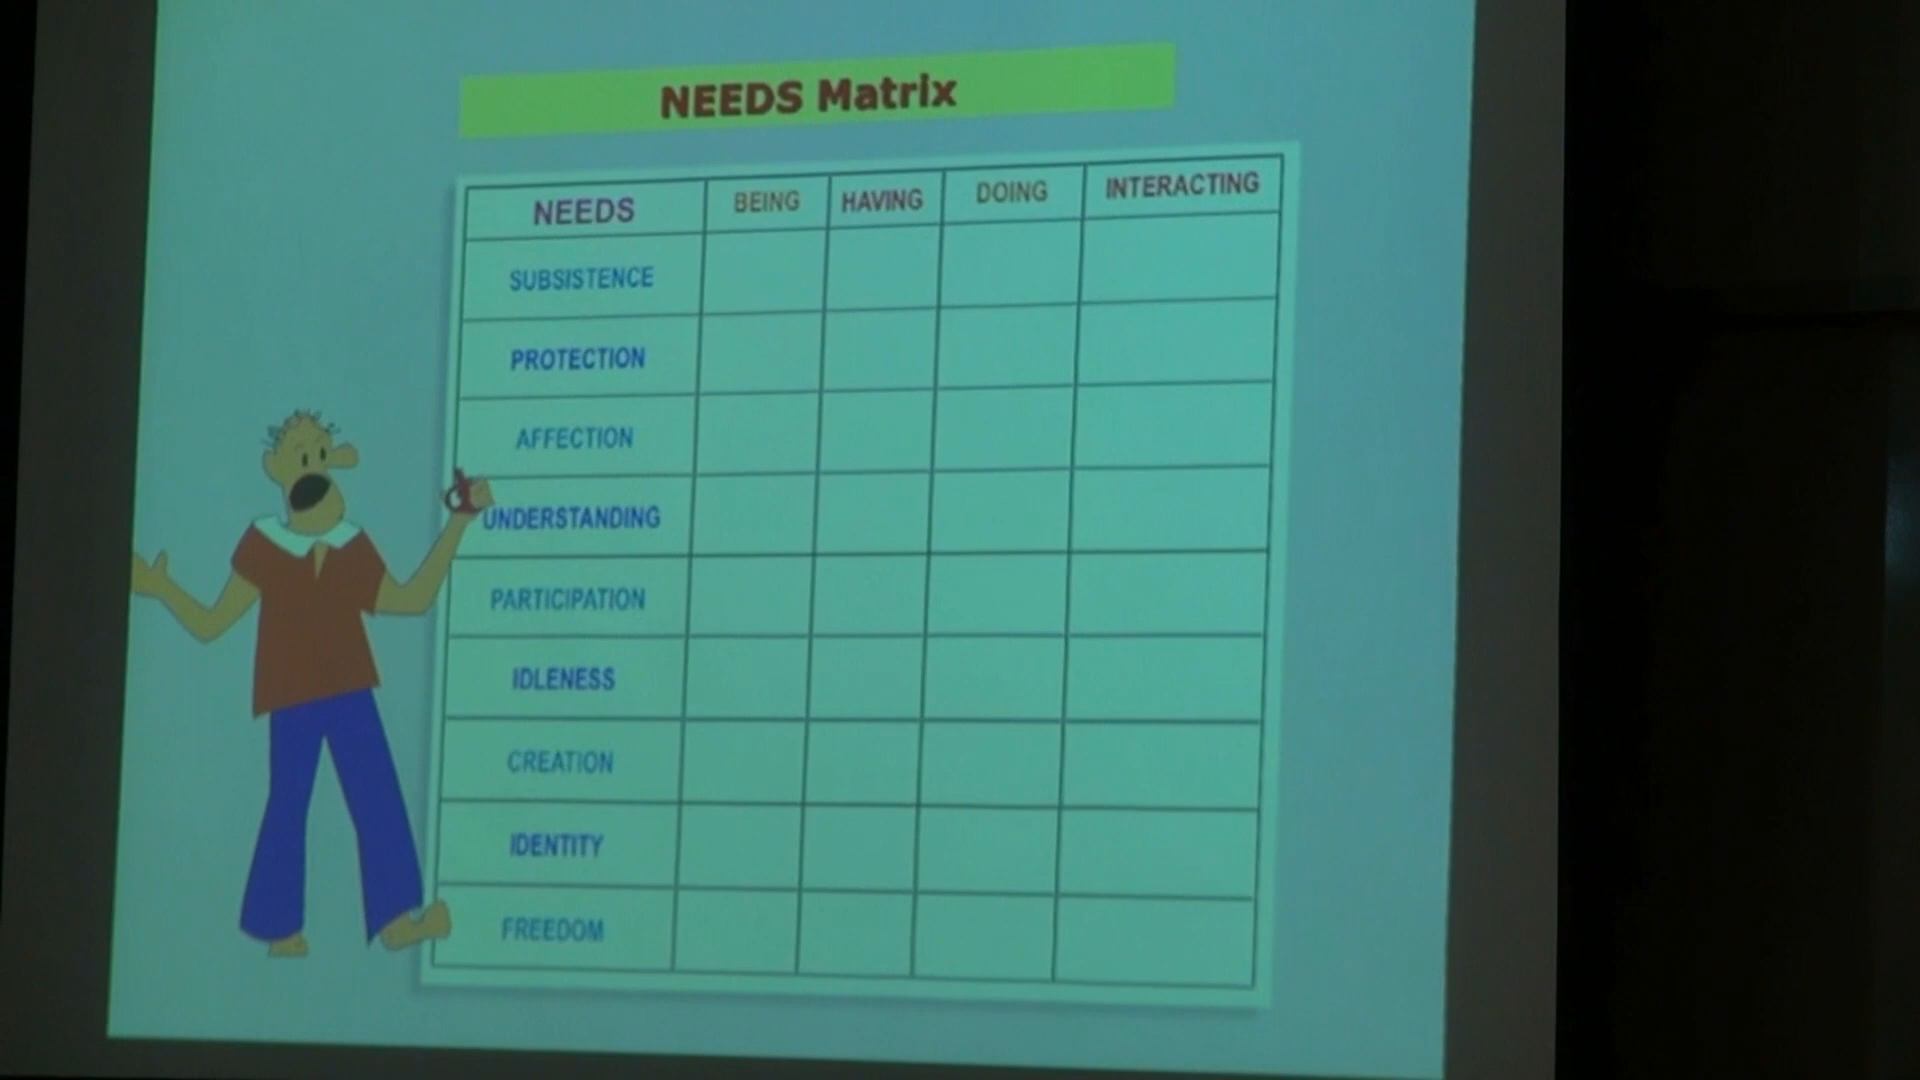 NEEDS Matrix
NEEDS BEING HAVING DOING INTERACTING
SUBSISTENCE
PROTECTION
AFFECTION
UNDERSTANDING
PARTICIPATION
IDLENESS
CREATION
IDENTITY
FREEDOM